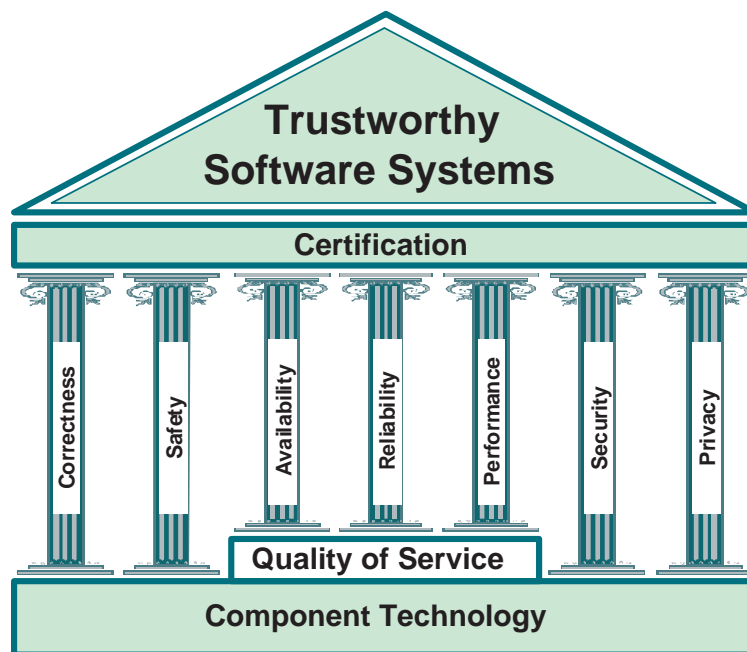 Trustworthy
Software Systems
Certification
Correctness
Safety
Availability
Reliability
Performance
Security
Privacy
Quality of Service
Component Technology